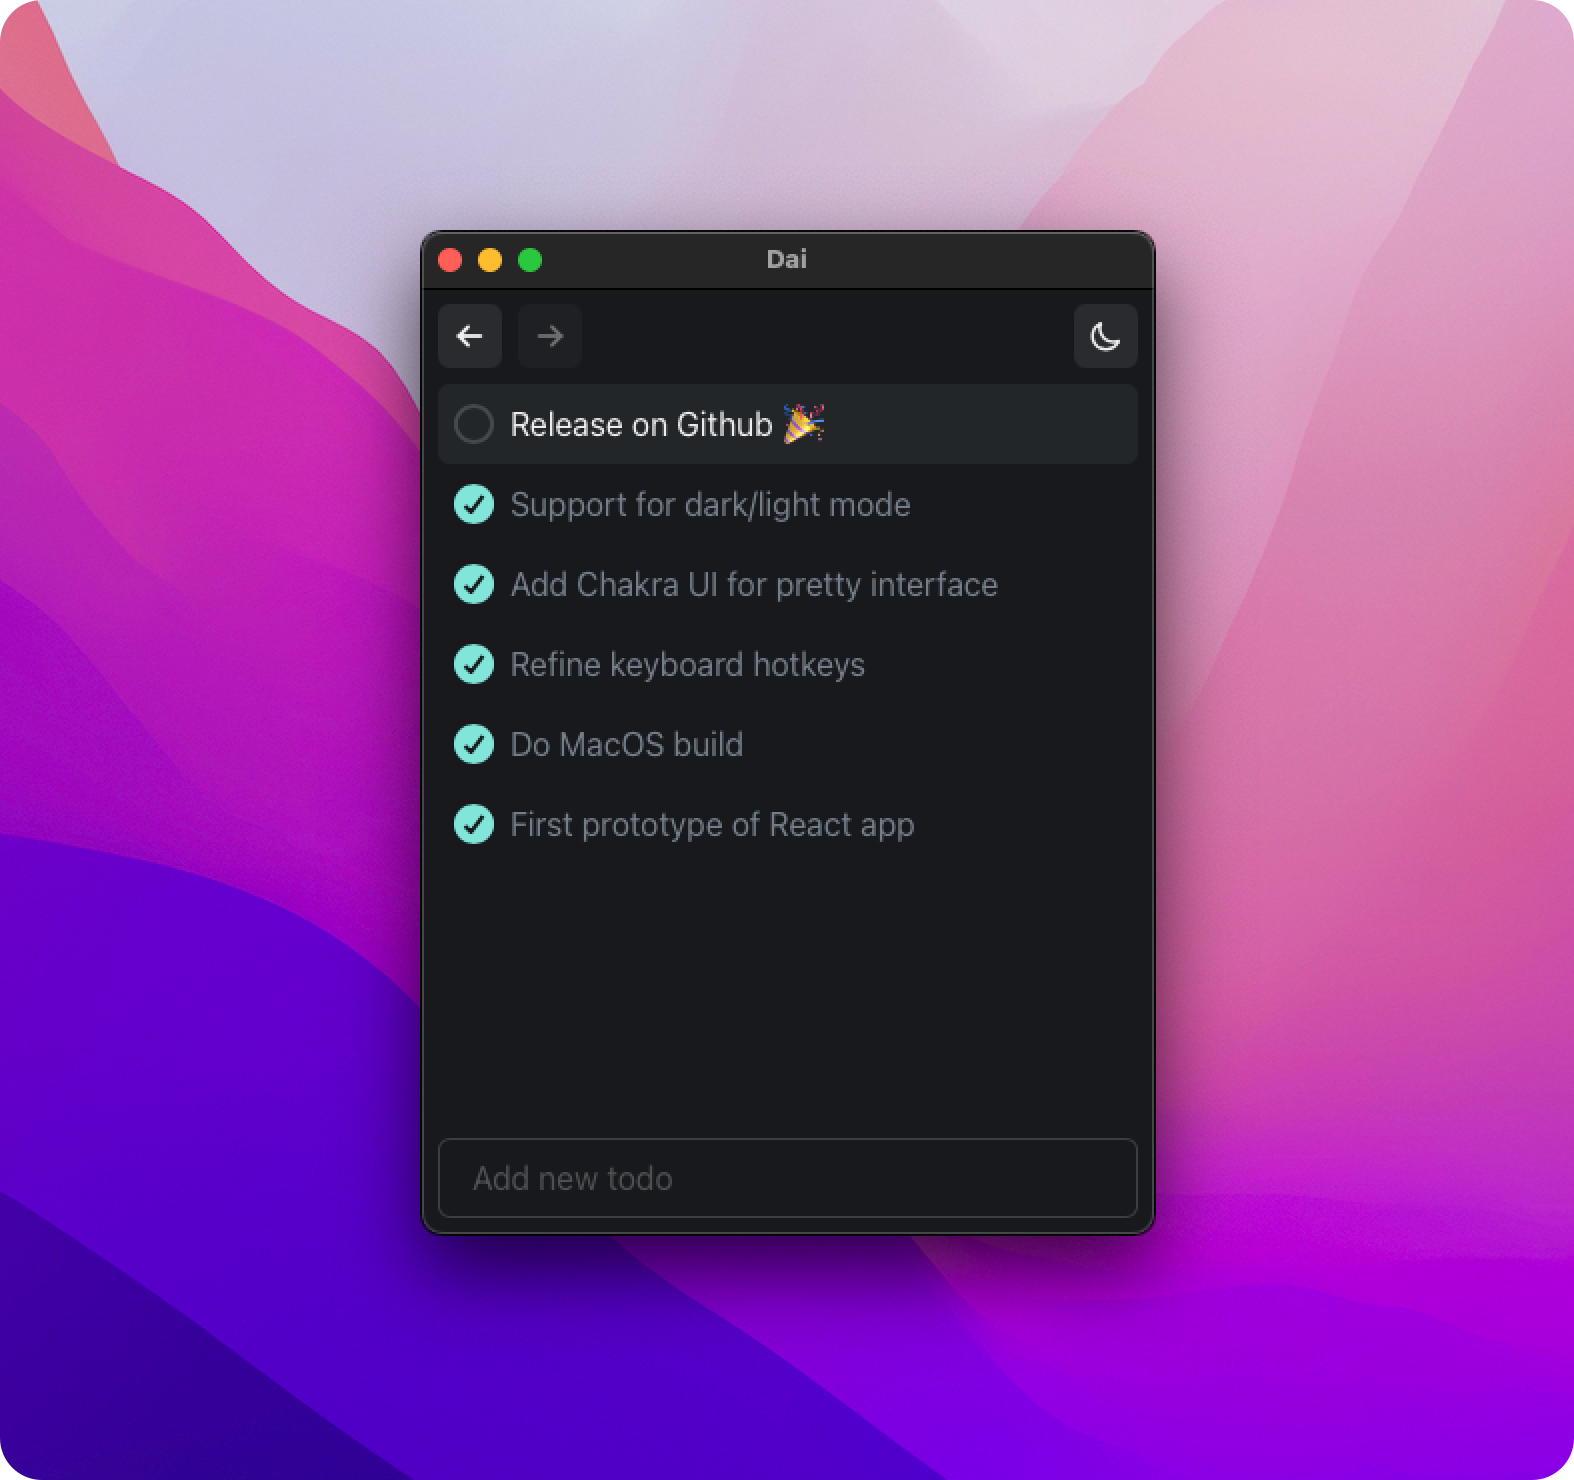 Dai
Release on Github 🎉
Support for dark/light mode
Add Chakra UI for pretty interface
Refine keyboard hotkeys
Do MacOS build
First prototype of React app
Add new todo